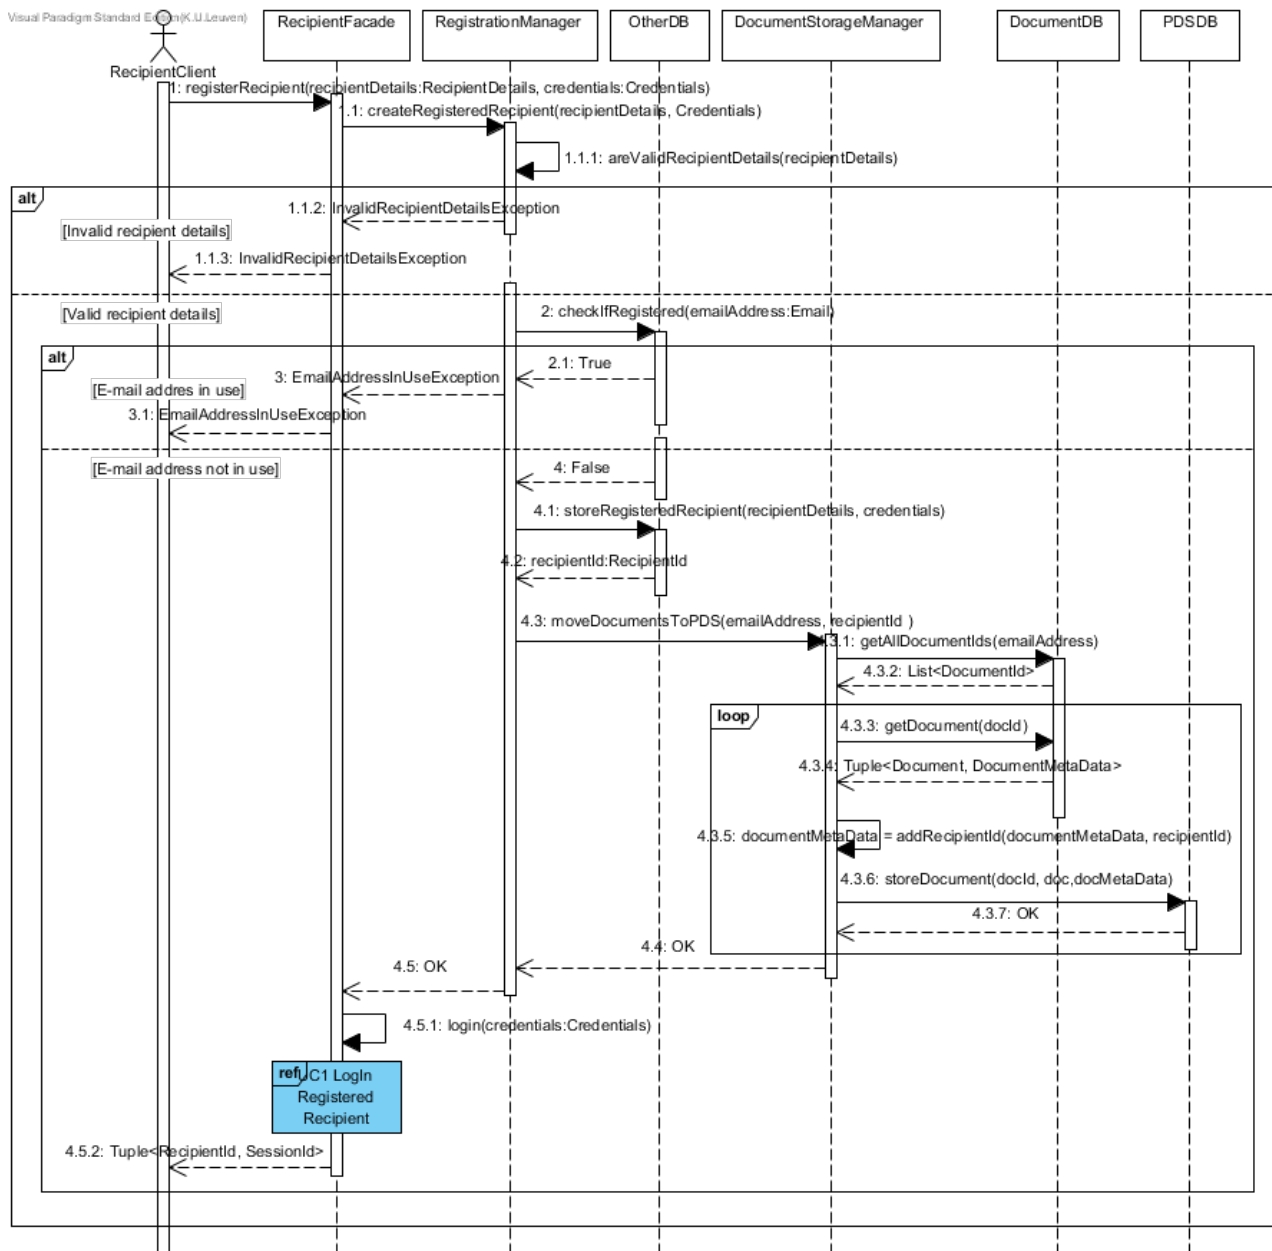 Visual Paradigm Standard Edition(K.U.Leuven)
RecipientFacade
RegistrationManager
OtherDB
DocumentStorageManager
DocumentDB
PDSDB
RecipientClient
1: registerRecipient(recipientDetails:RecipientDetails, credentials:Credentials)
1.1: createRegisteredRecipient(recipientDetails, Credentials)
1.1.1: areValidRecipientDetails(recipientDetails)
alt
1.1.2: InvalidRecipientDetailsException
[Invalid recipient details]
1.1.3: InvalidRecipientDetailsException
[Valid recipient details]
2: checkIfRegistered(emailAddress:Email)
alt
2.1: True
3: EmailAddressInUseException
[E-mail addres in use]
3.1: EmailAddressInUseException
[E-mail address not in use]
4: False
4.1: storeRegisteredRecipient(recipientDetails, credentials)
4.2: recipientId:RecipientId
4.3: moveDocumentsToPDS(emailAddress, recipientId )
4.3.1: getAllDocumentIds(emailAddress)
4.3.2: List<DocumentId>
loop
4.3.3: getDocument(docId)
4.3.4: Tuple<Document, DocumentMetaData>
4.3.5: documentMetaData = addRecipientId(documentMetaData, recipientId)
4.3.6: storeDocument(docId, doc,docMetaData)
4.3.7: OK
4.4: OK
4.5: OK
4.5.1: login(credentials:Credentials)
ref
UC1 LogIn
Registered
Recipient
4.5.2: Tuple<RecipientId, SessionId>